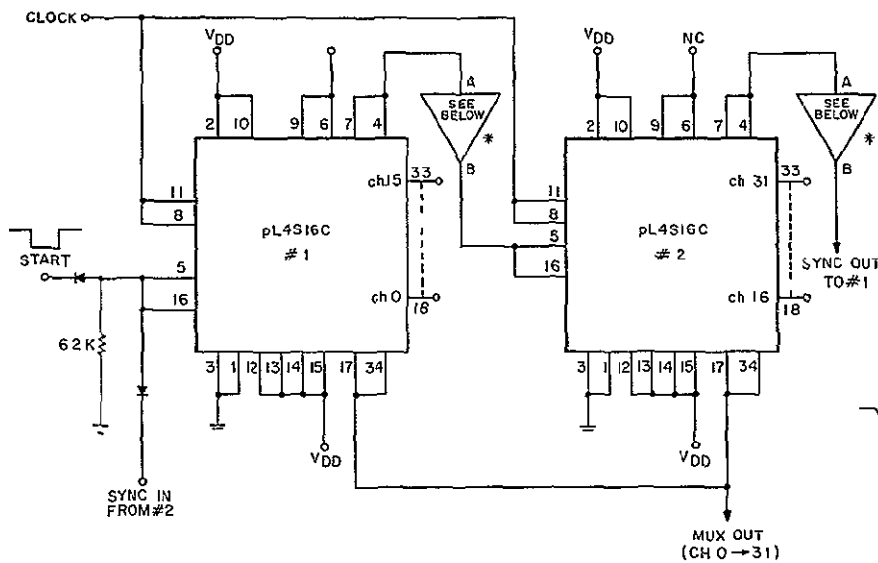 CLOCK
VDD
VDD
NC
A
SEE BELOW *
B
A
SEE BELOW *
B
2
10
9
6
7
4
2
10
9
6
7
4
11
8
5
16
ch15
33
ch0
18
pL4S16C
#1
11
8
5
16
ch 31
33
ch 16
18
pL4S16C
#2
START
62K
SYNC OUT
TO #1
3
1
12
13
14
15
17
34
3
1
12
13
14
15
17
34
VDD
VDD
SYNC IN
FROM #2
MUX OUT
(CH 0→31)